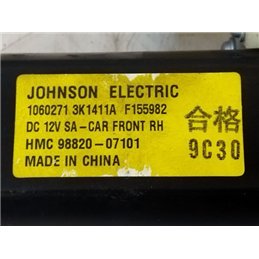 JOHNSON ELECTRIC
1060271 3K1411A F155982
DC 12V SA-CAR FRONT RH
HMC 98820-07101
MADE IN CHINA
合格
9C30